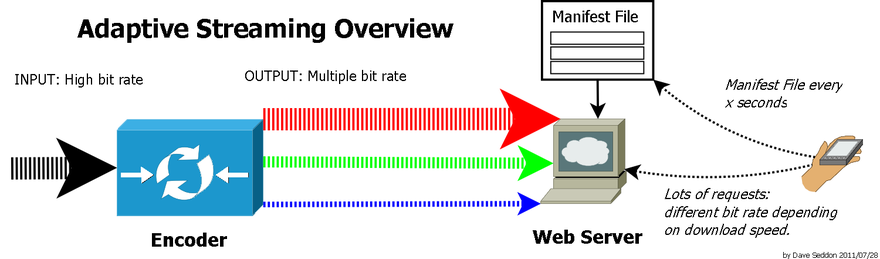 Adaptive Streaming Overview
Manifest File
INPUT: High bit rate
OUTPUT: Multiple bit rate
Manifest File every
x seconds
Lots of requests:
different bit rate depending
on download speed.
Encoder
Web Server
by Dave Seddon 2011/07/28